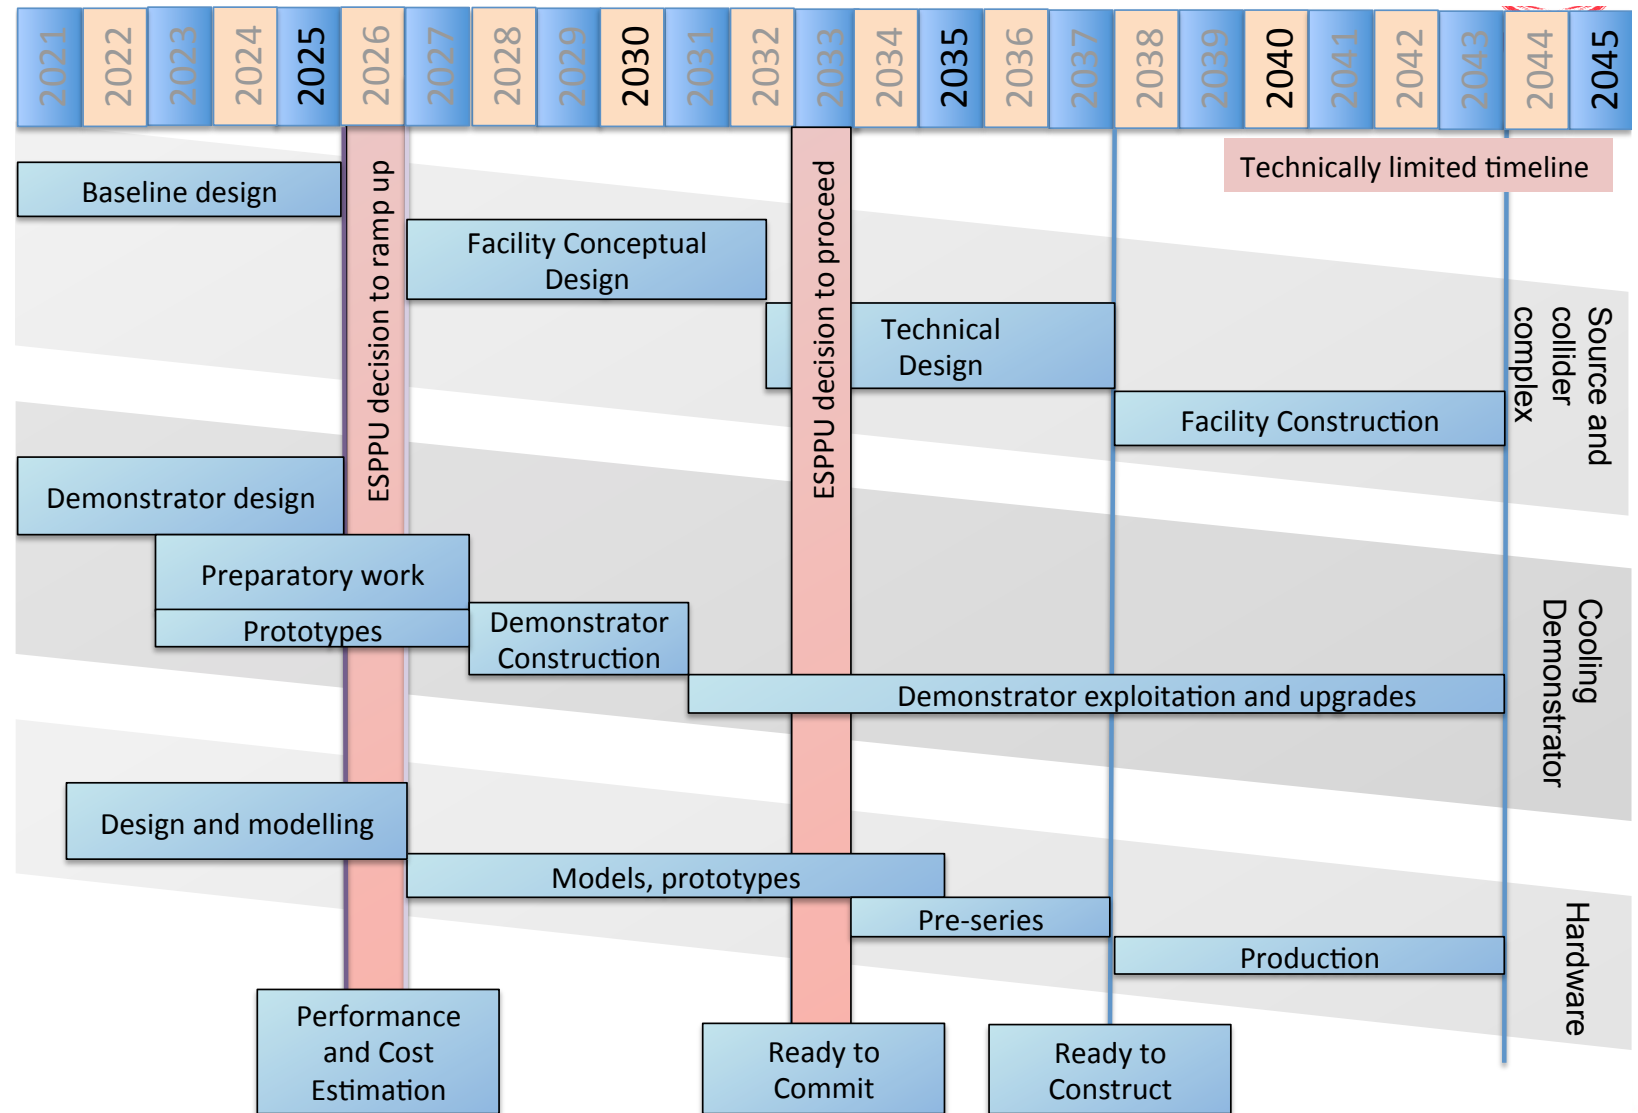 2021
2022
2023
2024
2025
2026
2027
2028
2029
2030
2031
2032
2033
2034
2035
2036
2037
2038
2039
2040
2041
2042
2043
2044
2045
Technically limited timeline
Baseline design
ESPPU decision to ramp up
Facility Conceptual
Design
ESPPU decision to proceed
Technical
Design
Facility Construction
Source and
collider
complex
Demonstrator design
Preparatory work
Prototypes
Demonstrator
Construction
Demonstrator exploitation and upgrades
Cooling
Demonstrator
Design and modelling
Models, prototypes
Pre-series
Production
Hardware
Performance
and Cost
Estimation
Ready to
Commit
Ready to
Construct